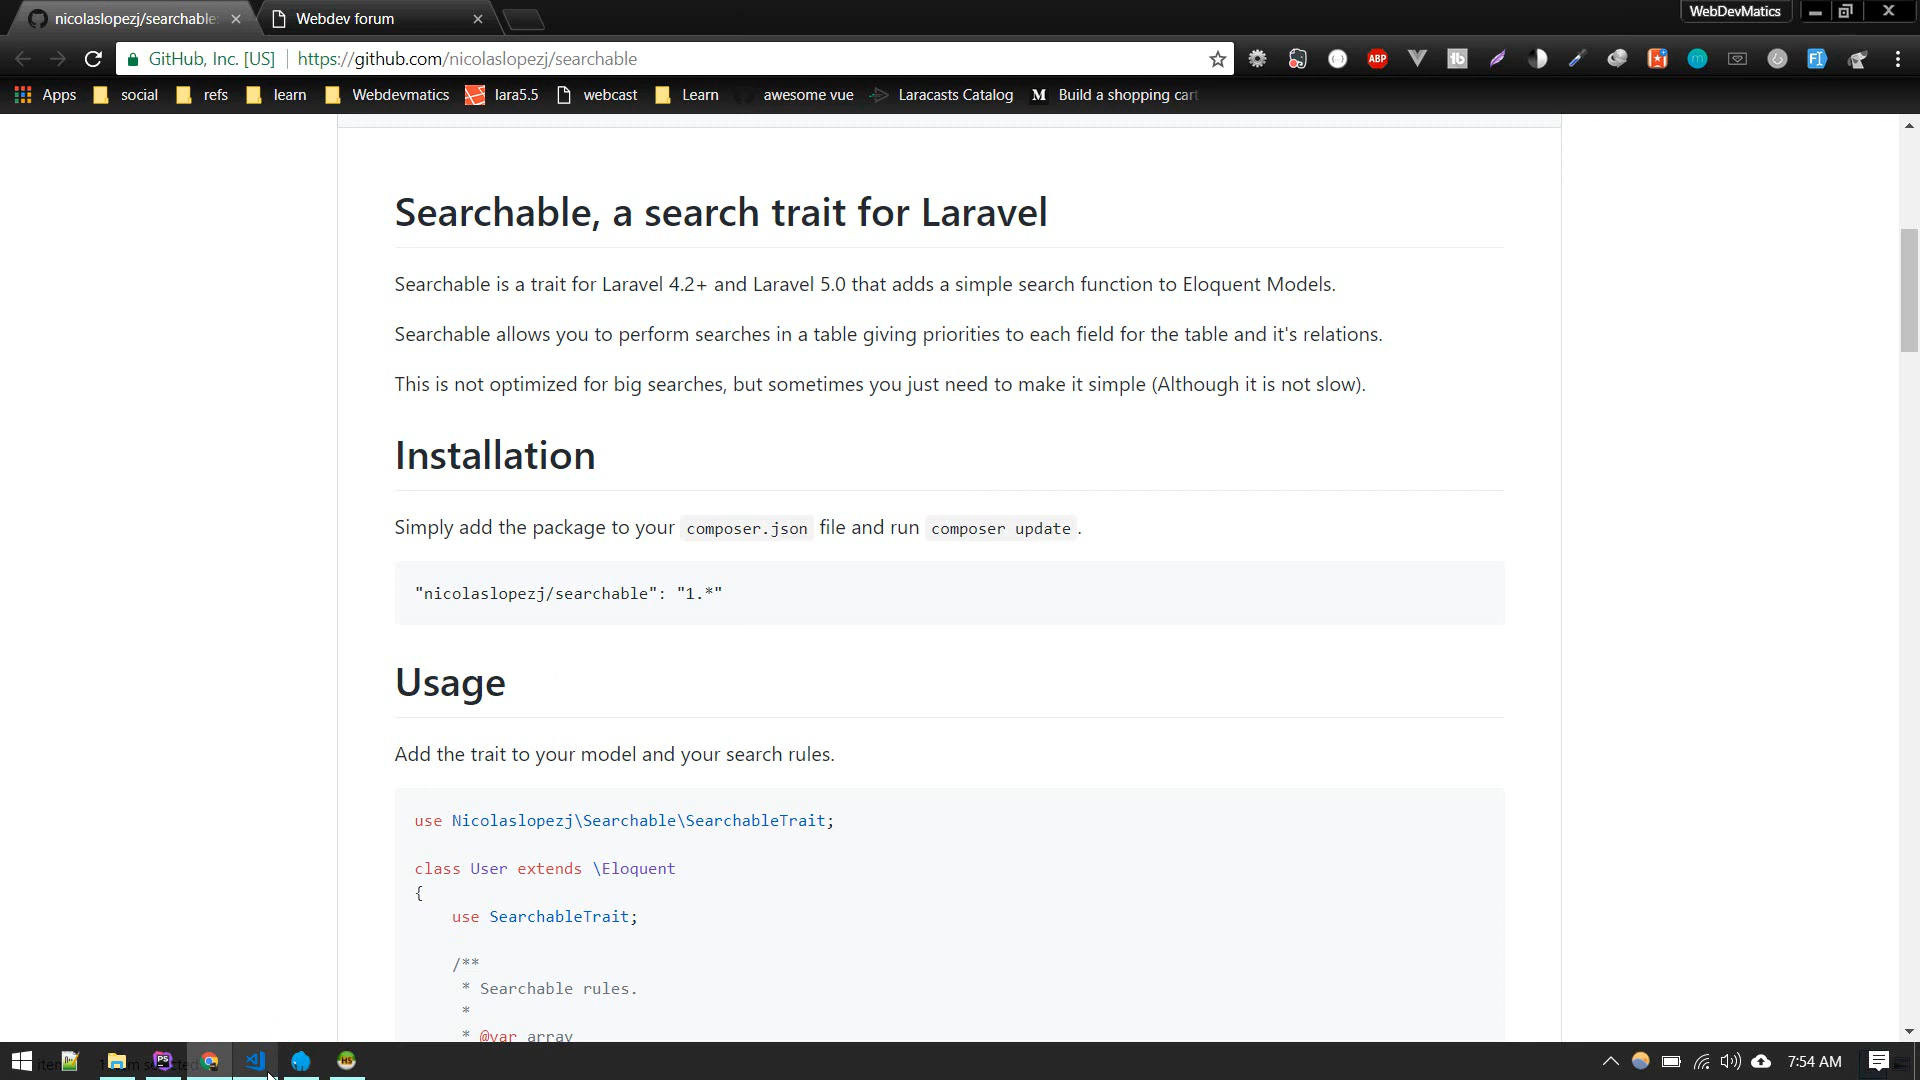 nicolaslopezj/searchable:
Webdev forum
WebDevMatics
GitHub, Inc. [US]
https://github.com/nicolaslopezj/searchable
ABP
Apps
social
refs
learn
Webdevmatics
lara5.5
webcast
Learn
awesome vue
Laracasts Catalog
M
Build a shopping cart
Searchable, a search trait for Laravel
Searchable is a trait for Laravel 4.2+ and Laravel 5.0 that adds a simple search function to Eloquent Models.
Searchable allows you to perform searches in a table giving priorities to each field for the table and it's relations.
This is not optimized for big searches, but sometimes you just need to make it simple (Although it is not slow).
Installation
Simply add the package to your composer.json file and run composer update.
"nicolaslopezj/searchable": "1.*"
Usage
Add the trait to your model and your search rules.
use Nicolaslopezj\Searchable\SearchableTrait;
class User extends \Eloquent
{
use SearchableTrait;
/**
* Searchable rules.
*
* @var array
PS
HS
7:54 AM